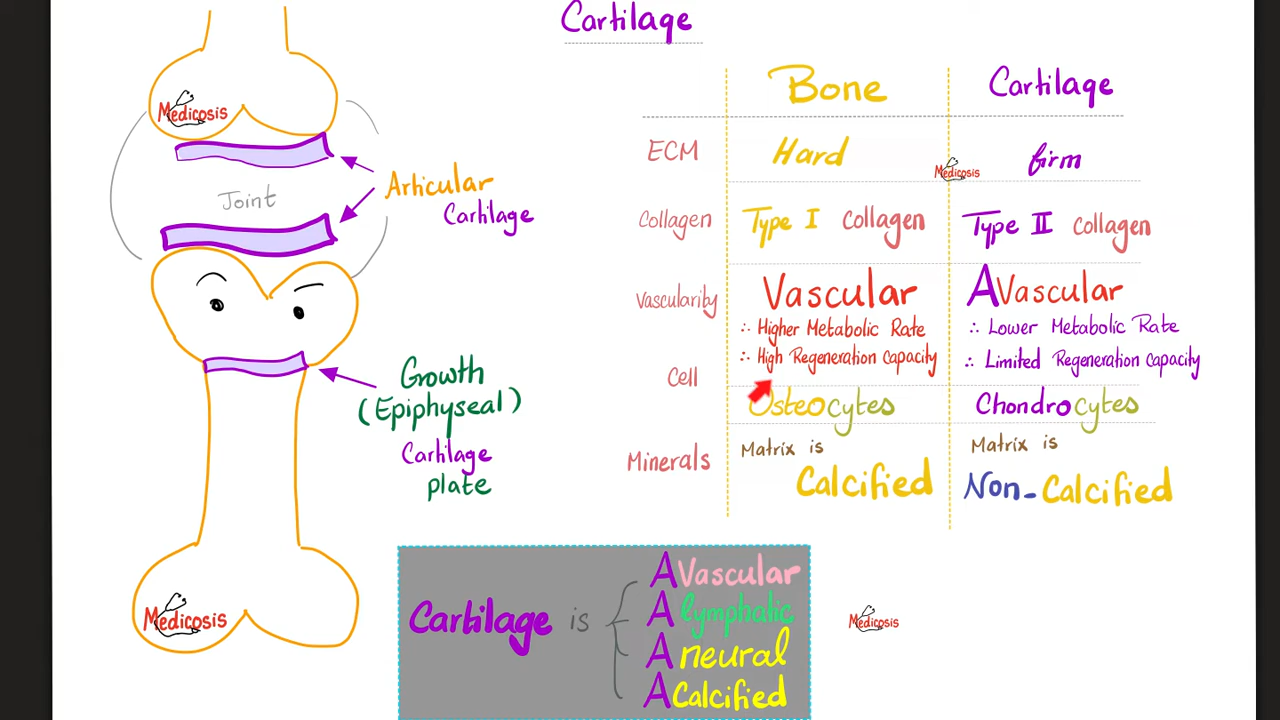 Cartilage
Medicosis
Joint
Articular
Cartilage
Growth
(Epiphyseal)
Cartilage
plate
Medicosis
Bone
Cartilage
ECM
Hard
Medicosis
firm
Collagen
Type I Collagen
Type II Collagen
Vascularity
Vascular
∴ Higher Metabolic Rate
∴ High Regeneration Capacity
AVascular
∴ Lower Metabolic Rate
∴ Limited Regeneration Capacity
Cell
Osteocytes
Chondrocytes
Minerals
Matrix is
Calcified
Matrix is
Non-Calcified
Cartilage is
AVascular
Alymphatic
Aneural
ACalcified
Medicosis